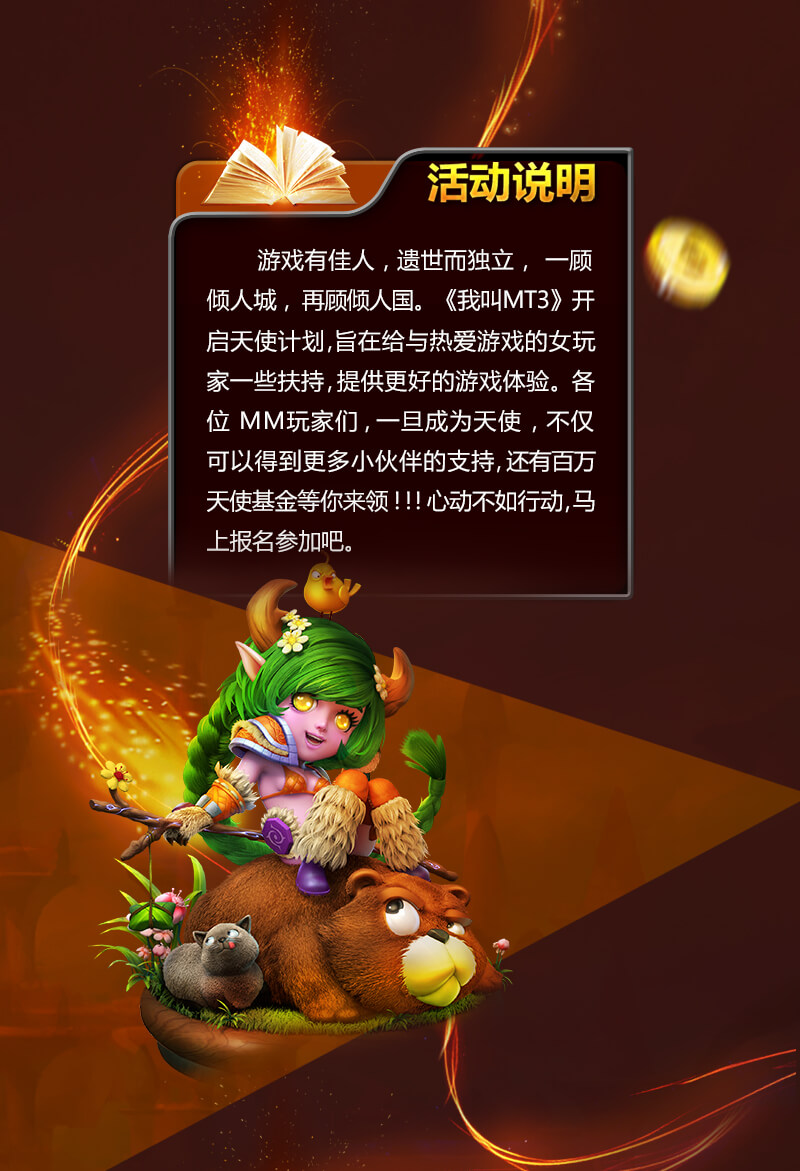 活动说明
游戏有佳人，遗世而独立， 一顾
倾人城， 再顾倾人国。《我叫MT3》开
启天使计划,旨在给与热爱游戏的女玩
家一些扶持,提供更好的游戏体验。各
位 MM玩家们 , 一旦成为天使 , 不仅
可以得到更多小伙伴的支持,还有百万
天使基金等你来领 ! ! ! 心动不如行动,马
上报名参加吧。